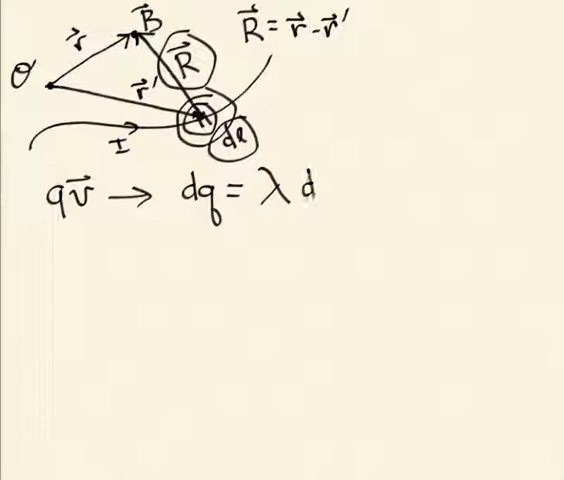 B⃗
r⃗
R⃗ = r⃗ - r⃗'
R⃗
O
r⃗'
I
dl
qv⃗ → dq = λ d